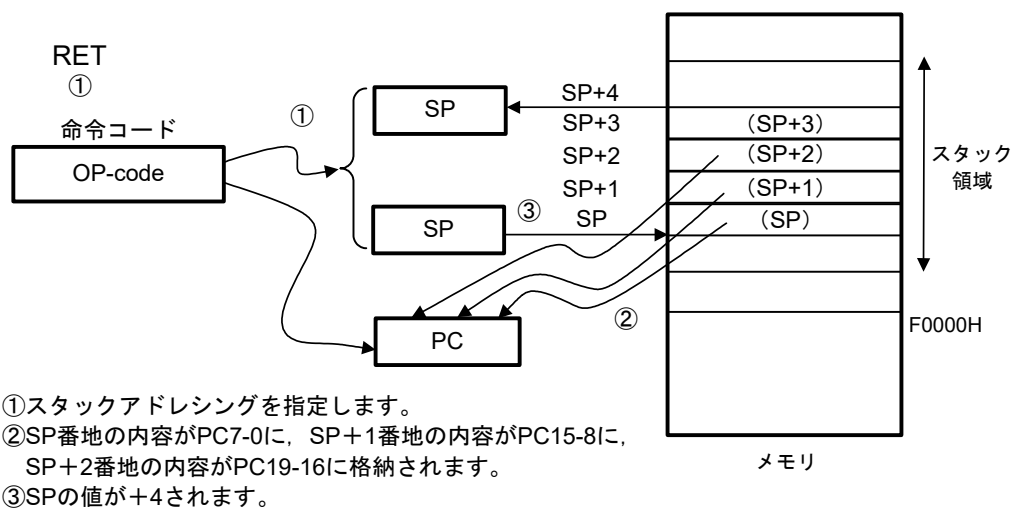 RET
①
命令コード
OP-code
①
SP
SP
③
PC
SP+4
SP+3
SP+2
SP+1
SP
(SP+3)
(SP+2)
(SP+1)
(SP)
②
スタック
領域
F0000H
メモリ
①スタックアドレシングを指定します。
②SP番地の内容がPC7-0に，SP＋1番地の内容がPC15-8に，
SP＋2番地の内容がPC19-16に格納されます。
③SPの値が＋4されます。